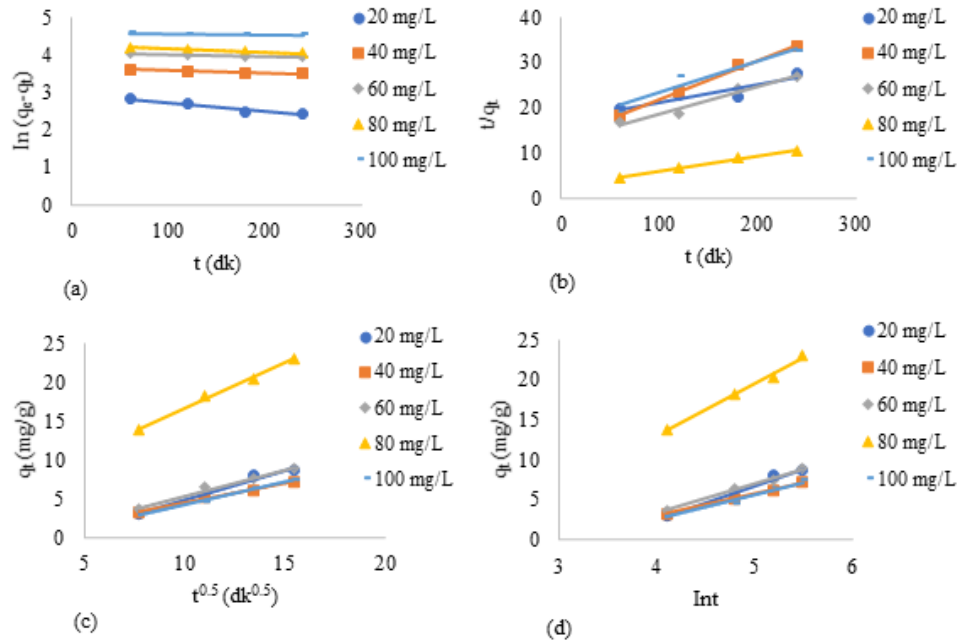 5
4
3
2
1
0
0
100
200
300
ln (qe-qt)
t (dk)
20 mg/L
40 mg/L
60 mg/L
80 mg/L
100 mg/L
(a)
40
30
20
10
0
0
100
200
300
t/qt
t (dk)
20 mg/L
40 mg/L
60 mg/L
80 mg/L
100 mg/L
(b)
25
20
15
10
5
0
5
10
15
20
qt (mg/g)
t0.5 (dk0.5)
20 mg/L
40 mg/L
60 mg/L
80 mg/L
100 mg/L
(c)
25
20
15
10
5
0
3
4
5
6
qt (mg/g)
Int
20 mg/L
40 mg/L
60 mg/L
80 mg/L
100 mg/L
(d)